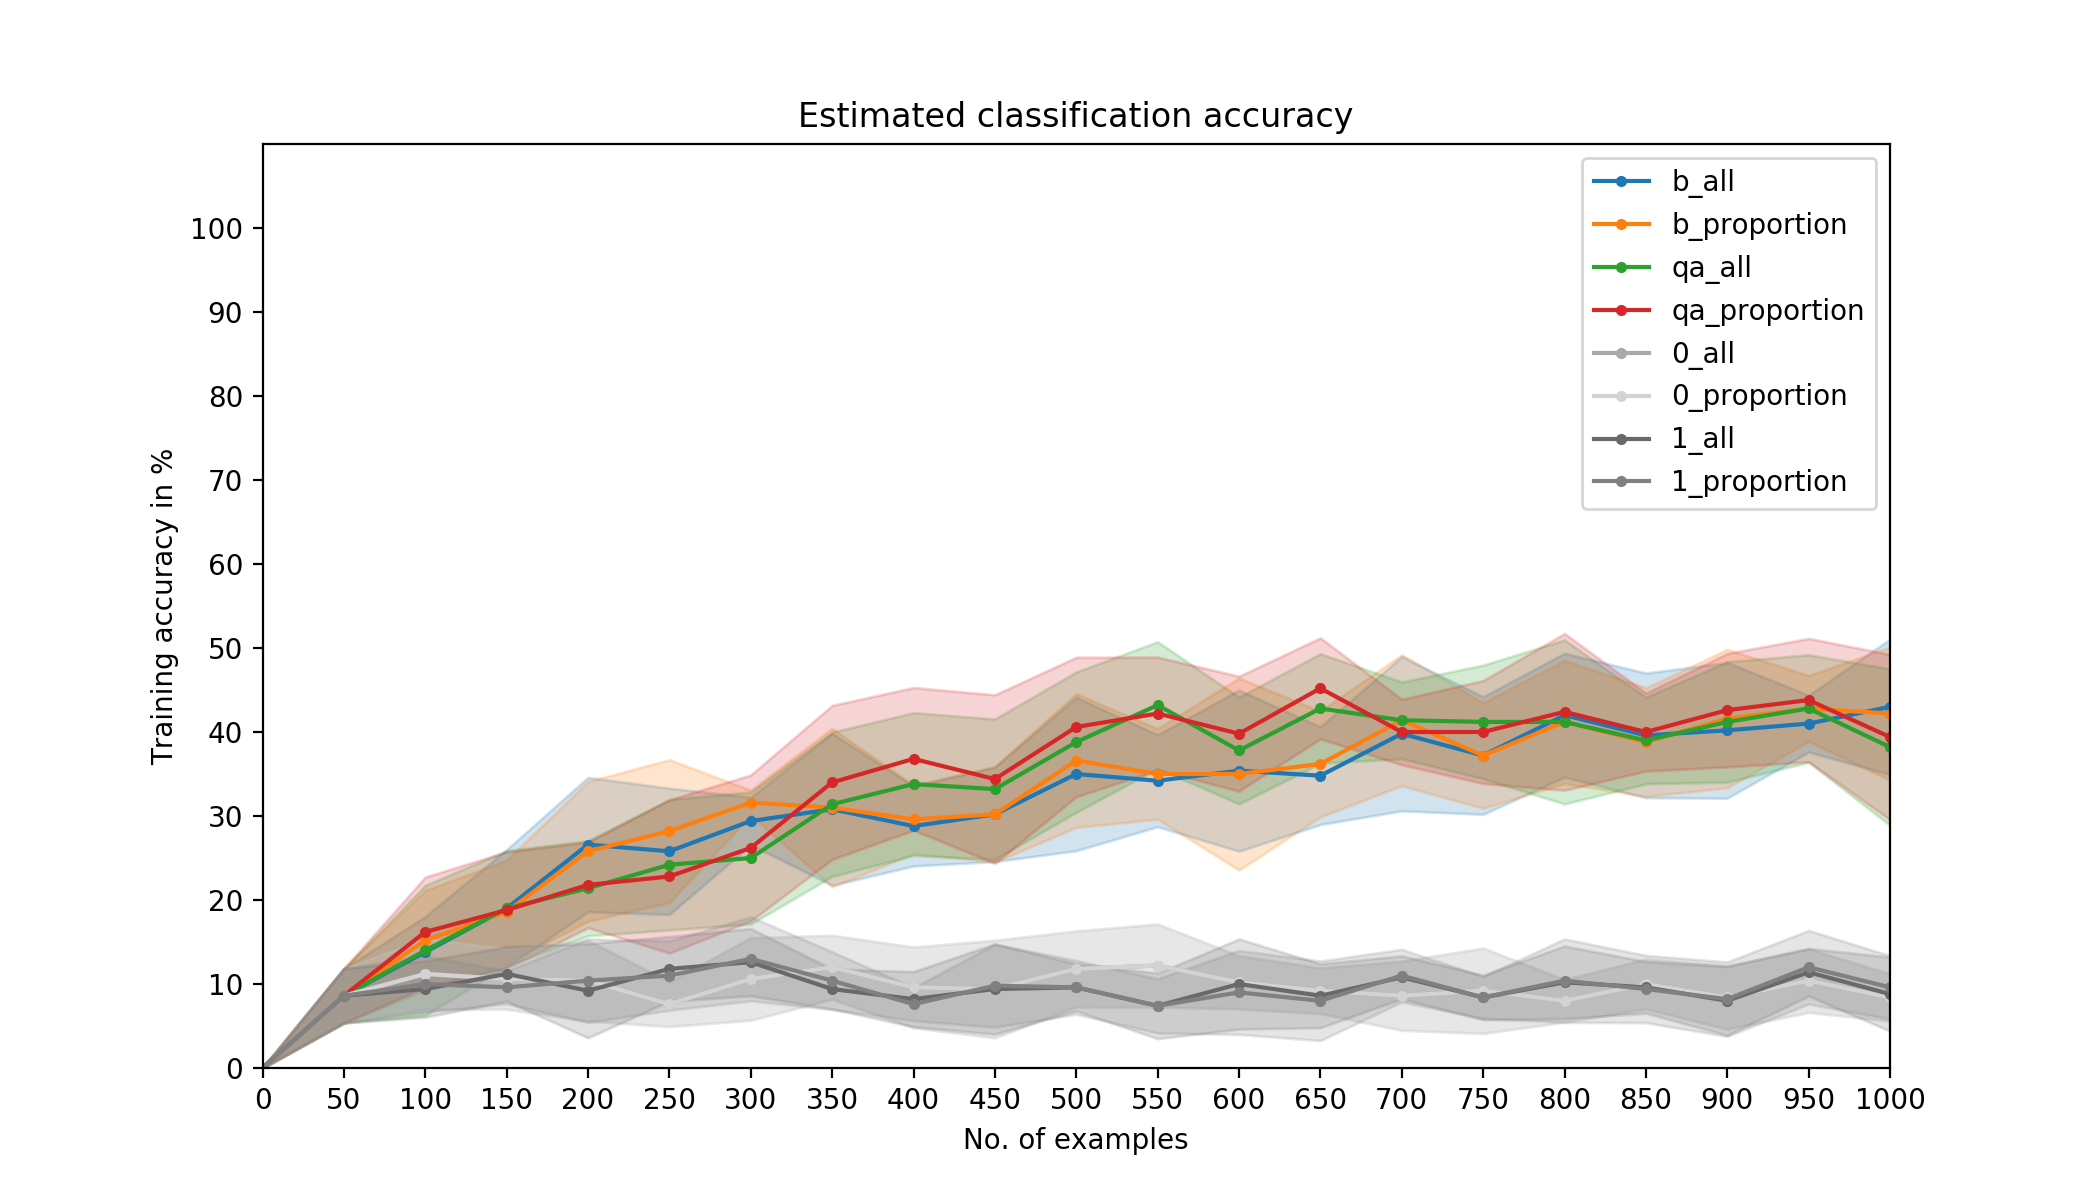 Estimated classification accuracy
b_all
b_proportion
qa_all
qa_proportion
0_all
0_proportion
1_all
1_proportion
100
90
80
70
60
50
40
30
20
10
0
Training accuracy in %
0 50 100 150 200 250 300 350 400 450 500 550 600 650 700 750 800 850 900 950 1000
No. of examples